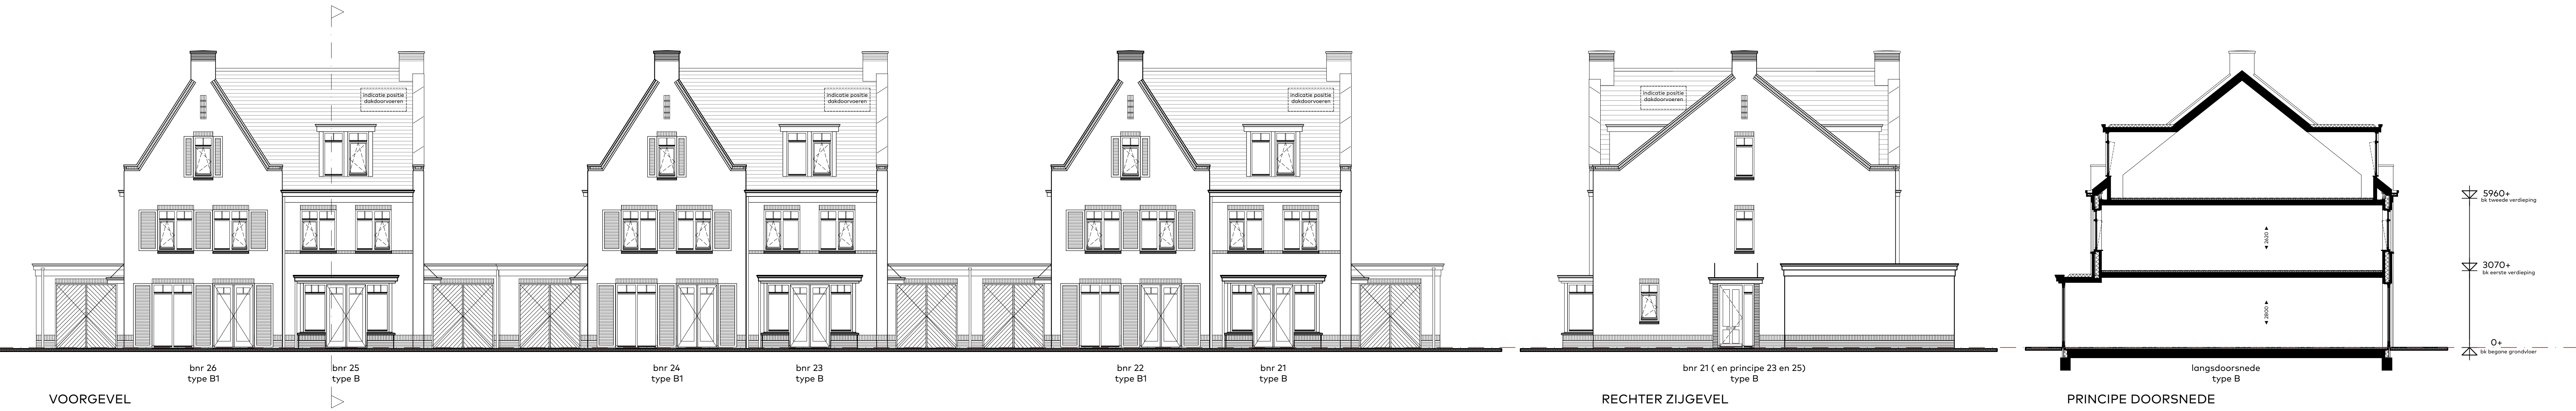 indicatie positie
dakdoorvoeren
indicatie positie
dakdoorvoeren
indicatie positie
dakdoorvoeren
bnr 26
type B1
bnr 25
type B
bnr 24
type B1
bnr 23
type B
bnr 22
type B1
bnr 21
type B
VOORGEVEL
indicatie positie
dakdoorvoeren
bnr 21 ( en principe 23 en 25)
type B
RECHTER ZIJGEVEL
5960+
bk tweede verdieping
2620
3070+
bk eerste verdieping
2800
0+
bk begane grondvloer
langsdoorsnede
type B
PRINCIPE DOORSNEDE